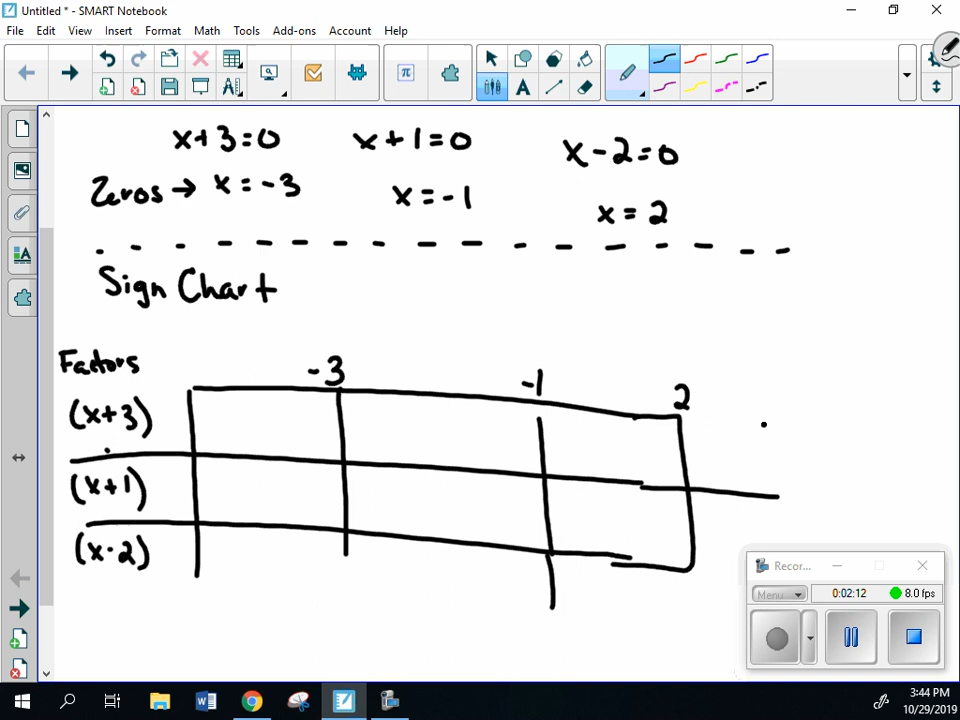 Untitled * - SMART Notebook
File Edit View Insert Format Math Tools Add-ons Account Help
x+3=0 x+1=0 x-2=0
Zeros → x=-3 x=-1 x=2
Sign Chart
Factors -3 -1 2
(x+3)
(x+1)
(x-2)
Recor...
Menu 0:02:12 8.0 fps
3:44 PM
10/29/2019